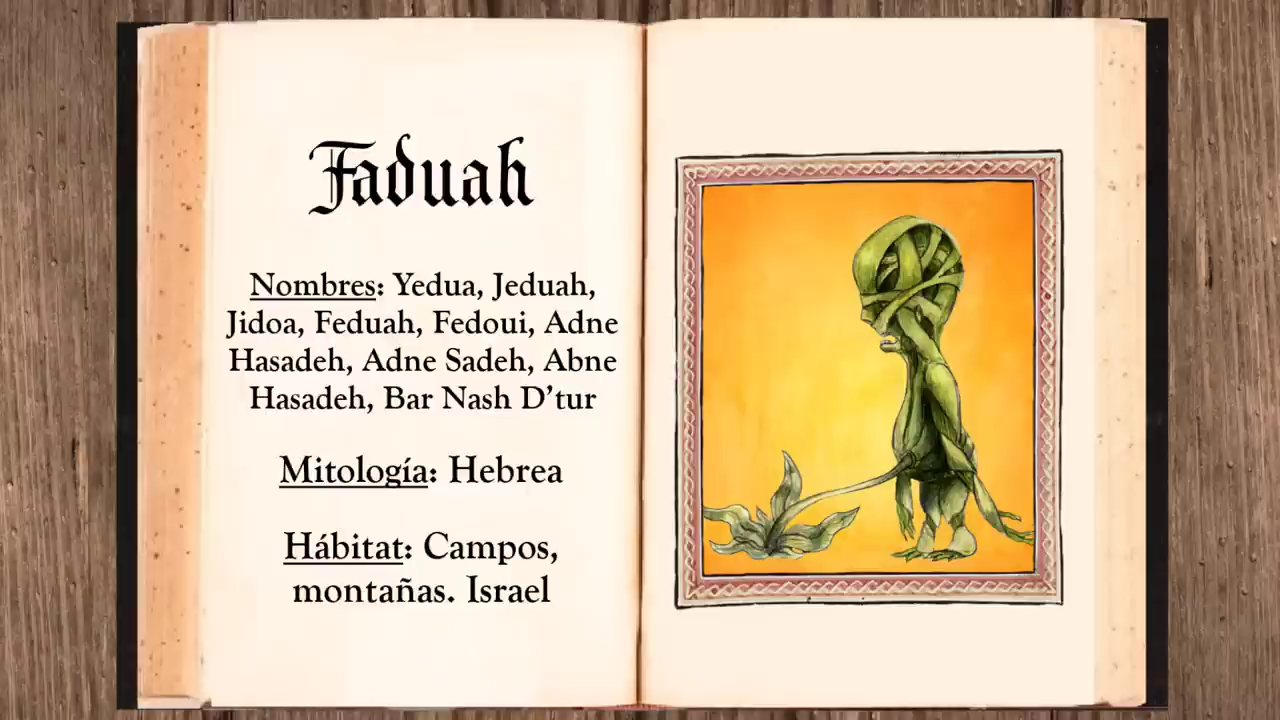 Faduah
Nombres: Yedua, Jeduah,
Jidoa, Feduah, Fedoui, Adne
Hasadeh, Adne Sadeh, Abne
Hasadeh, Bar Nash D’tur
Mitología: Hebrea
Hábitat: Campos,
montañas. Israel